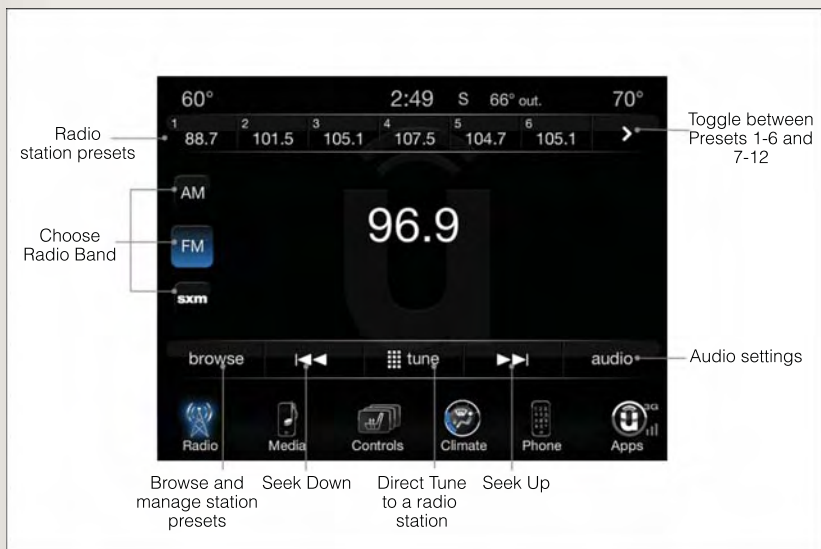 60° 2:49 S 66° out. 70°
1 88.7 2 101.5 3 105.1 4 107.5 5 104.7 6 105.1
Radio
station presets
Toggle between
Presets 1-6 and
7-12
AM
FM
sxm
Choose
Radio Band
96.9
browse tune audio
Audio settings
3G
Radio Media Controls Climate Phone Apps
Browse and
manage station
presets
Seek Down
Direct Tune
to a radio
station
Seek Up